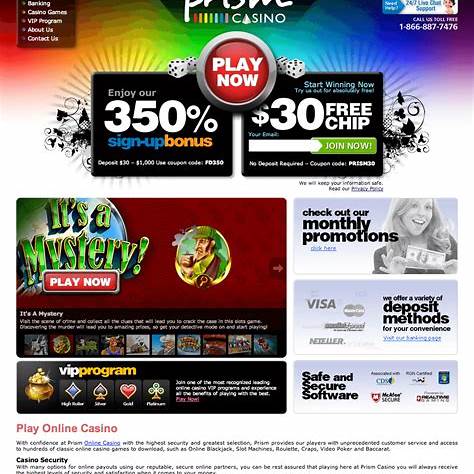 Banking
Casino Games
VIP Program
About Us
Contact Us
prism
CASINO
24/7 Live Chat
Support
CALL US TOLL FREE
1-866-887-7476
PLAY
NOW
Enjoy our
350%
sign-upbonus
Deposit $30 - $1,000 Use coupon code: FD350
Start Winning Now
Try us out for absolutely free!
$30 FREE
CHIP
Your Email:
JOIN NOW!
No Deposit Required - Coupon code: PRISM30
We will keep your information safe.
Read our Privacy Policy
It's a
Mystery!
PLAY NOW
It's A Mystery
Visit the scene of crime and collect all the clues that will lead you to crack the case in this slots game.
Discovering the murder will lead you to amazing prizes, so get your detective mode on and start playing!
check out our
monthly
promotions
click here
VISA
MasterCard
NETELLER
we offer a variety of
deposit
methods
for your convenience
Visit our banking page
vipprogram
High Roller
Silver
Gold
Platinum
Join one of the most recognized leading
online casino VIP programs and experience
all the benefits of playing with the best.
Play Now!
Safe and
Secure
Software
Associated with
CDS
RGN Certified
McAfee
SECURE
Powered by
REALTIME
GAMING
Play Online Casino
With confidence at Prism Online Casino with the highest security and greatest selection, Prism provides our players with unprecedented customer service and access
to hundreds of classic online casino games to download, such as Online Blackjack, Slot Machines, Roulette, Craps, Video Poker and Baccarat.
Casino Security
With many options for online payouts using our reputable, secure online partners, you can be rest assured that any playing here at Prism Casino you will always receive
the highest levels of security and satisfaction when it comes to your